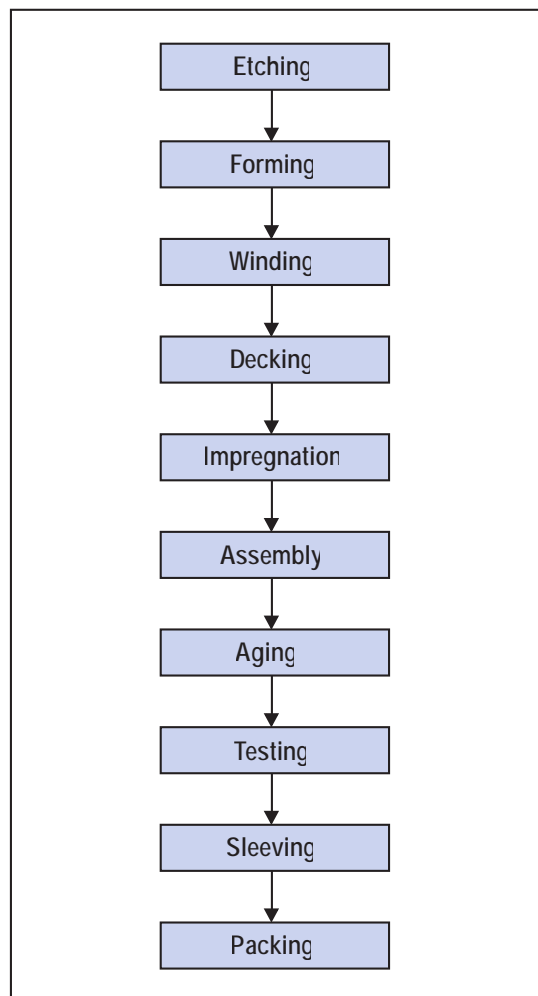 Etching
Forming
Winding
Decking
Impregnation
Assembly
Aging
Testing
Sleeving
Packing